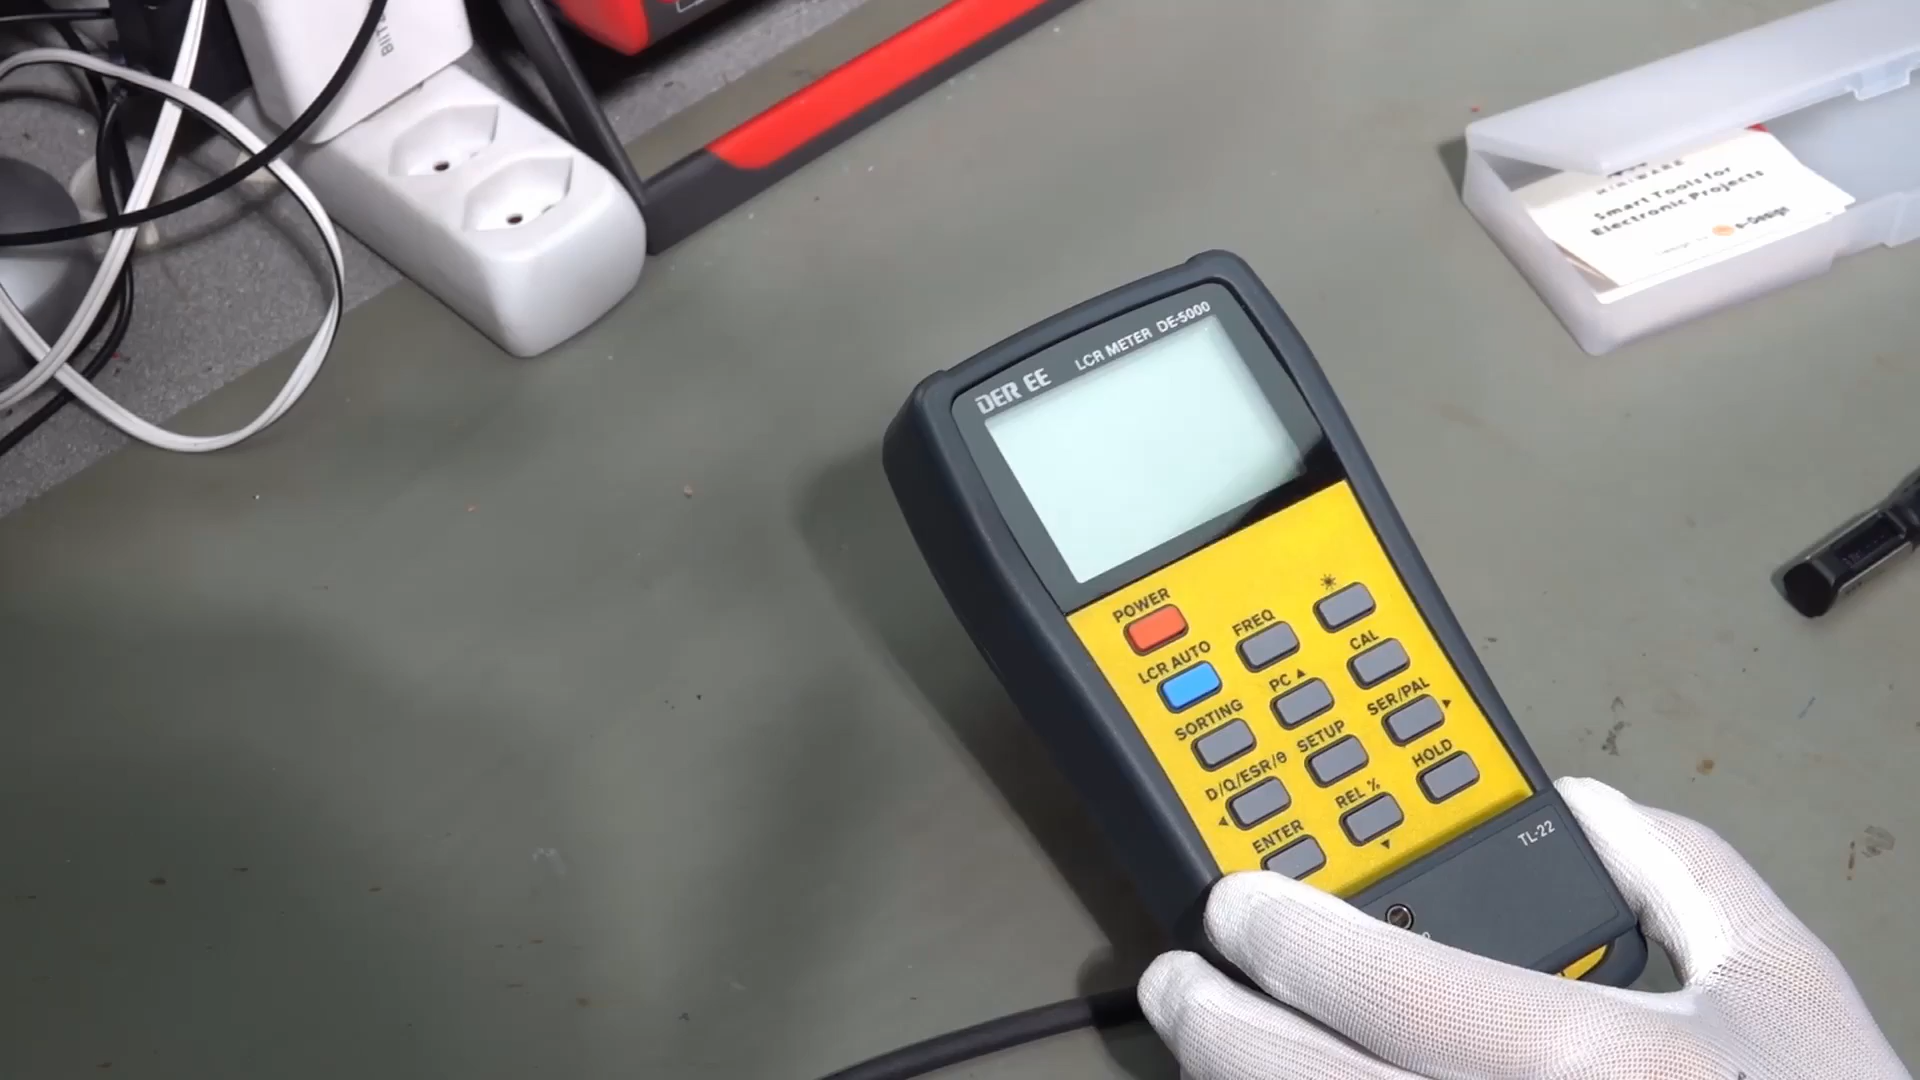 DER EE LCR METER DE-5000
POWER
FREQ
LCR AUTO
CAL
SORTING
PC ▲
SER/PAL ▶
D/Q/ESR/θ
◀
SETUP
HOLD
ENTER
REL %
▼
TL-22
Smart Tools for
Electronic Projects
e-Design